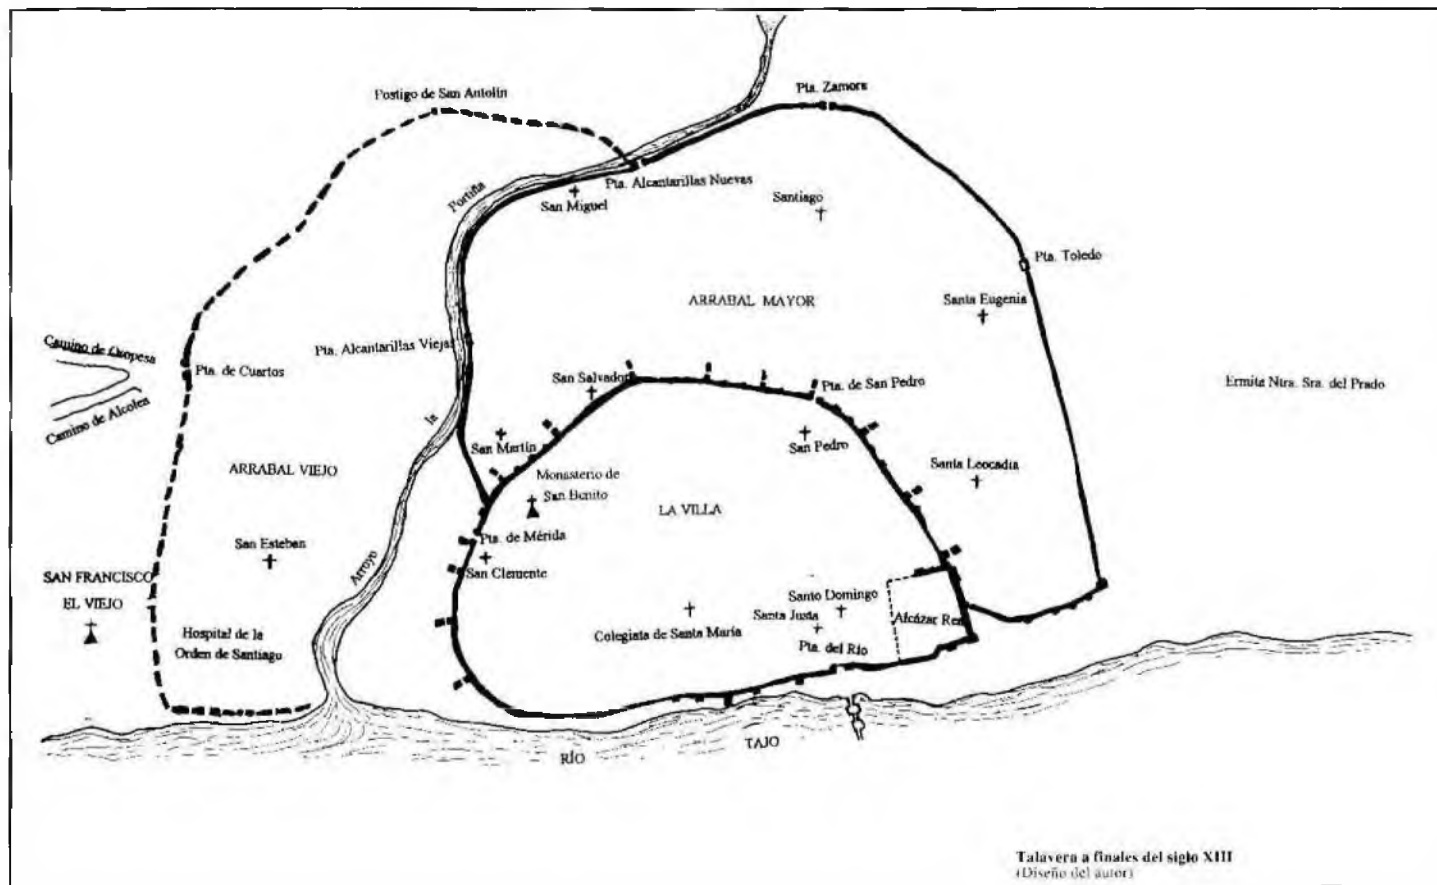 Pta. Zamora
Postigo de San Antolín
Pta. Alcantarillas Nuevas
Portiña
San Miguel
Santiago
Pta. Toledo
ARRABAL MAYOR
Santa Eugenia
Camino de Oropesa
Pta. Alcantarillas Viejas
Pta. de Cuartos
San Salvador
Pta. de San Pedro
Ermita Ntra. Sra. del Prado
Camino de Alcolea
la
San Martín
San Pedro
ARRABAL VIEJO
Monasterio de
San Benito
Santa Leocadia
LA VILLA
Pta. de Mérida
San Esteban
Arroyo
San Clemente
SAN FRANCISCO
EL VIEJO
Santo Domingo
Santa Justa
Alcázar Real
Hospital de la
Orden de Santiago
Colegiata de Santa María
Pta. del Río
RÍO
TAJO
Talavera a finales del siglo XIII
(Diseño del autor)